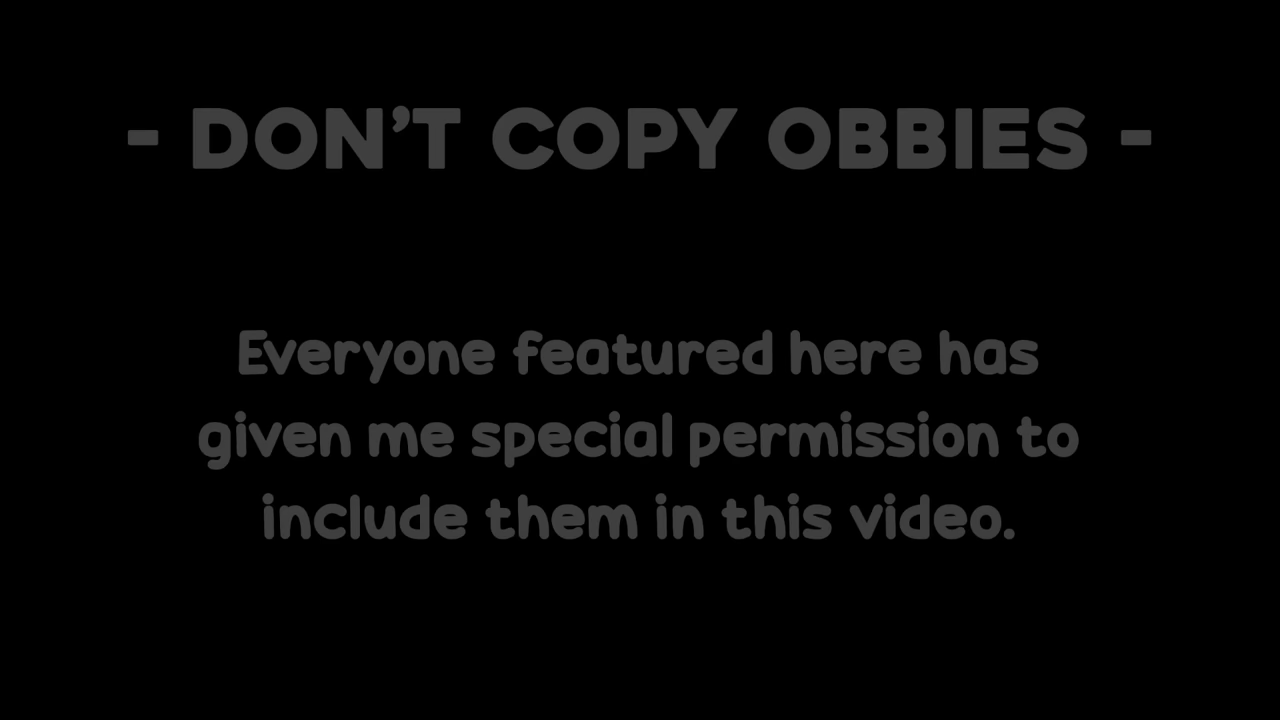 - DON’T COPY OBBIES -
Everyone featured here has
given me special permission to
include them in this video.